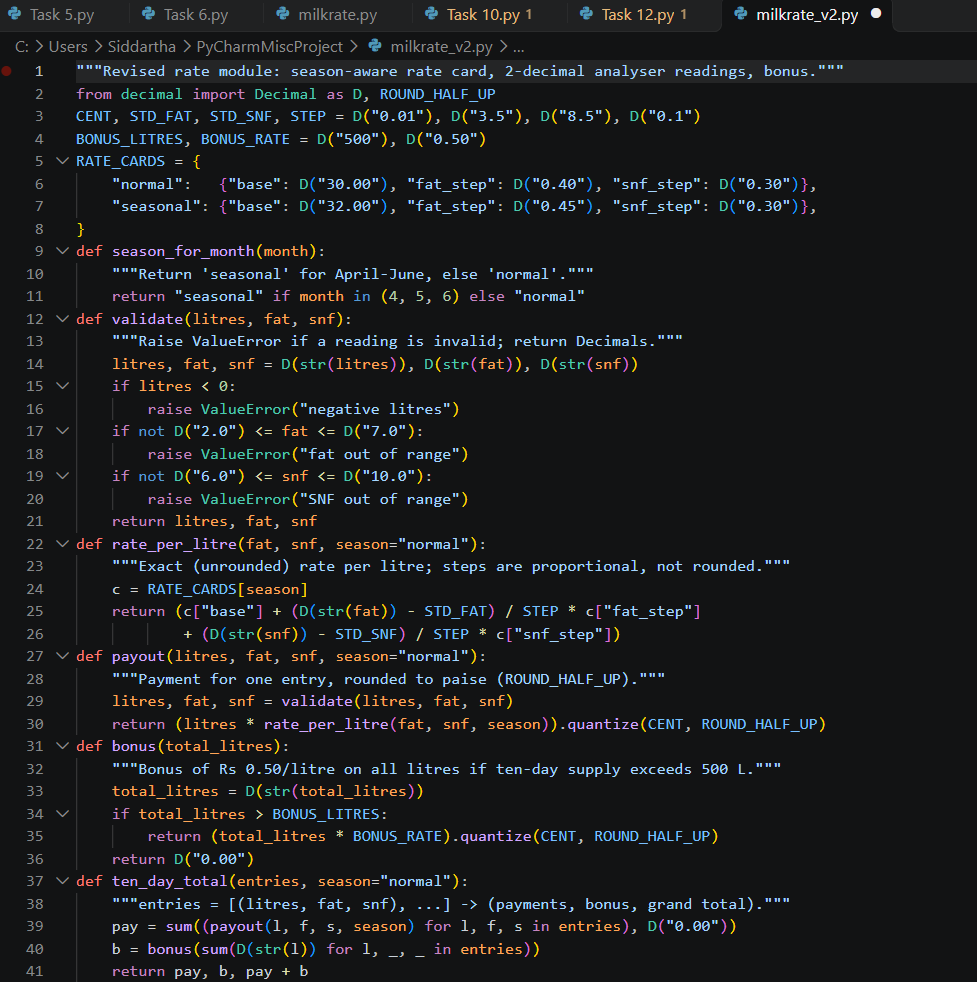 Task 5.py Task 6.py milkrate.py Task 10.py 1 Task 12.py 1 milkrate_v2.py
C: > Users > Siddartha > PyCharmMiscProject > milkrate_v2.py > ...
1 """Revised rate module: season-aware rate card, 2-decimal analyser readings, bonus."""
2 from decimal import Decimal as D, ROUND_HALF_UP
3 CENT, STD_FAT, STD_SNF, STEP = D("0.01"), D("3.5"), D("8.5"), D("0.1")
4 BONUS_LITRES, BONUS_RATE = D("500"), D("0.50")
5 RATE_CARDS = {
6     "normal":   {"base": D("30.00"), "fat_step": D("0.40"), "snf_step": D("0.30")},
7     "seasonal": {"base": D("32.00"), "fat_step": D("0.45"), "snf_step": D("0.30")},
8 }
9 def season_for_month(month):
10     """Return 'seasonal' for April-June, else 'normal'."""
11     return "seasonal" if month in (4, 5, 6) else "normal"
12 def validate(litres, fat, snf):
13     """Raise ValueError if a reading is invalid; return Decimals."""
14     litres, fat, snf = D(str(litres)), D(str(fat)), D(str(snf))
15     if litres < 0:
16         raise ValueError("negative litres")
17     if not D("2.0") <= fat <= D("7.0"):
18         raise ValueError("fat out of range")
19     if not D("6.0") <= snf <= D("10.0"):
20         raise ValueError("SNF out of range")
21     return litres, fat, snf
22 def rate_per_litre(fat, snf, season="normal"):
23     """Exact (unrounded) rate per litre; steps are proportional, not rounded."""
24     c = RATE_CARDS[season]
25     return (c["base"] + (D(str(fat)) - STD_FAT) / STEP * c["fat_step"]
26             + (D(str(snf)) - STD_SNF) / STEP * c["snf_step"])
27 def payout(litres, fat, snf, season="normal"):
28     """Payment for one entry, rounded to paise (ROUND_HALF_UP)."""
29     litres, fat, snf = validate(litres, fat, snf)
30     return (litres * rate_per_litre(fat, snf, season)).quantize(CENT, ROUND_HALF_UP)
31 def bonus(total_litres):
32     """Bonus of Rs 0.50/litre on all litres if ten-day supply exceeds 500 L."""
33     total_litres = D(str(total_litres))
34     if total_litres > BONUS_LITRES:
35         return (total_litres * BONUS_RATE).quantize(CENT, ROUND_HALF_UP)
36     return D("0.00")
37 def ten_day_total(entries, season="normal"):
38     """entries = [(litres, fat, snf), ...] -> (payments, bonus, grand total)."""
39     pay = sum((payout(l, f, s, season) for l, f, s in entries), D("0.00"))
40     b = bonus(sum(D(str(l)) for l, _, _ in entries))
41     return pay, b, pay + b